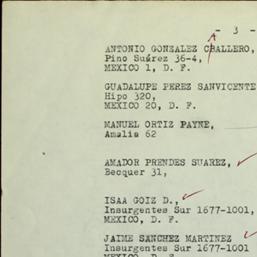 - 3 -
ANTONIO GONZALEZ CBALLERO,
Pino Suárez 36-4,
MEXICO 1, D. F.
GUADALUPE PEREZ SANVICENTE
Hipo 320,
MEXICO 20, D. F.
MANUEL ORTIZ PAYNE,
Amalia 62
AMADOR PRENDES SUAREZ,
Becquer 31,
ISAA GOIZ D.,
Insurgentes Sur 1677-1001,
MEXICO, D. F.
JAIME SANCHEZ MARTINEZ
Insurgentes Sur 1677-1001
MEXICO, D. F.